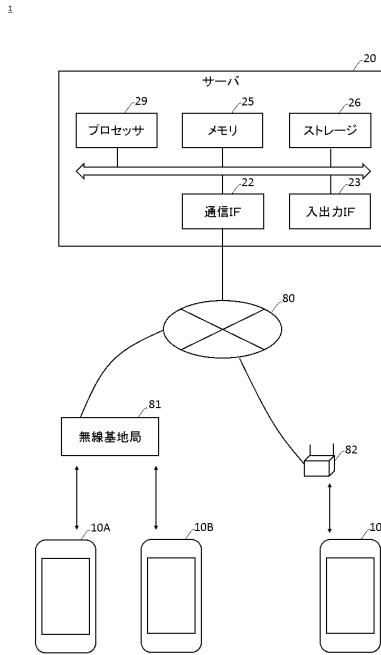 1
20
サーバ
29
25
26
プロセッサ
メモリ
ストレージ
22
23
通信IF
入出力IF
80
81
無線基地局
82
10A
10B
10